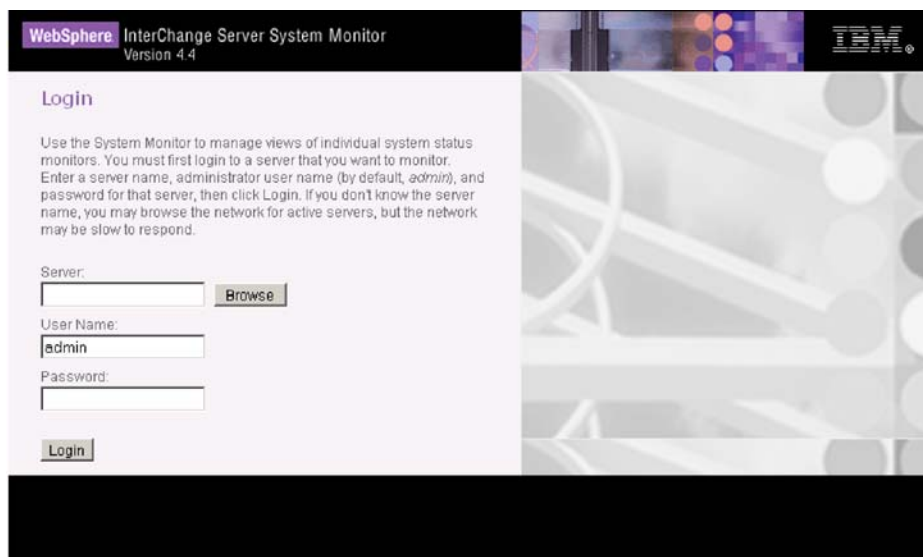 WebSphere InterChange Server System Monitor
Version 4.4
IBM®
Login
Use the System Monitor to manage views of individual system status
monitors. You must first login to a server that you want to monitor.
Enter a server name, administrator user name (by default, admin), and
password for that server, then click Login. If you don't know the server
name, you may browse the network for active servers, but the network
may be slow to respond.
Server:
Browse
User Name:
admin
Password:
Login